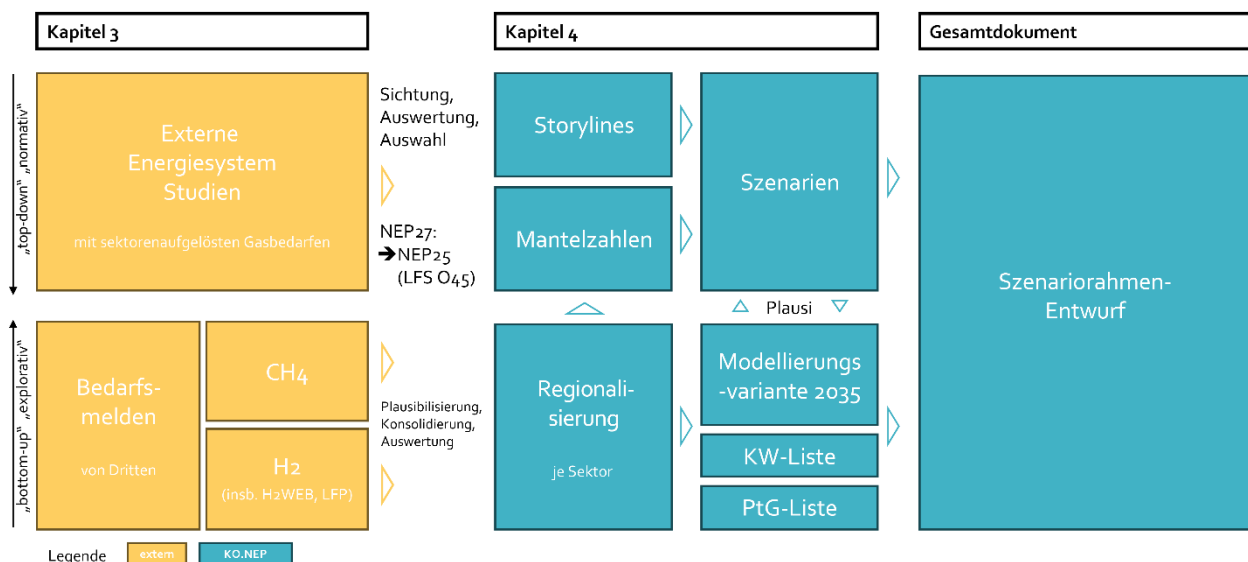 Kapitel 3
Kapitel 4
Gesamtdokument
„top-down“ „normativ“
Externe
Energiesystem
Studien
mit sektorenaufgelösten Gasbedarfen
Sichtung,
Auswertung,
Auswahl
NEP27:
➔NEP25
(LFS O45)
Storylines
Mantelzahlen
Szenarien
Szenariorahmen-
Entwurf
„bottom-up“ „explorativ“
Bedarfs-
melden
von Dritten
CH4
H2
(insb. H2WEB, LFP)
Plausibilisierung,
Konsolidierung,
Auswertung
Regionali-
sierung
je Sektor
Plausi
Modellierungs
-variante 2035
KW-Liste
PtG-Liste
Legende
extern
KO.NEP